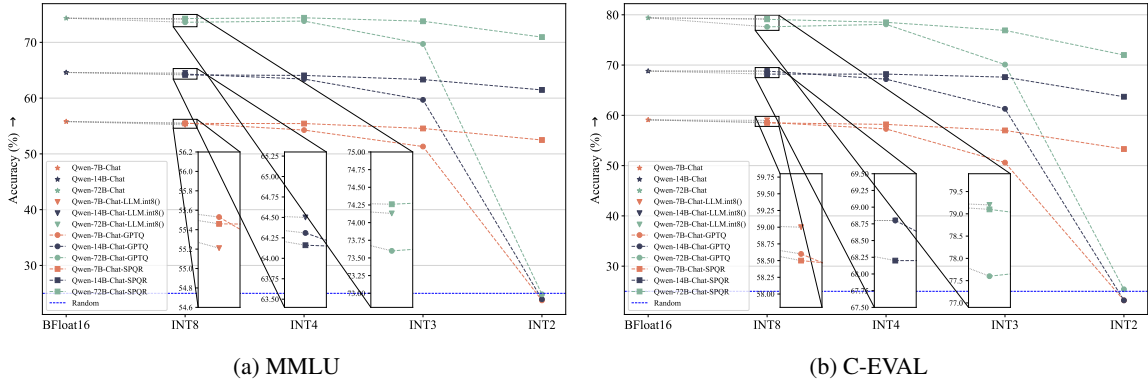 Accuracy (%) →
70
60
50
40
30
Qwen-7B-Chat
Qwen-14B-Chat
Qwen-72B-Chat
Qwen-7B-Chat-LLM.int8()
Qwen-14B-Chat-LLM.int8()
Qwen-72B-Chat-LLM.int8()
Qwen-7B-Chat-GPTQ
Qwen-14B-Chat-GPTQ
Qwen-72B-Chat-GPTQ
Qwen-7B-Chat-SPQR
Qwen-14B-Chat-SPQR
Qwen-72B-Chat-SPQR
Random
56.2
56.0
55.8
55.6
55.4
55.2
55.0
54.8
54.6
65.25
65.00
64.75
64.50
64.25
64.00
63.75
63.50
75.00
74.75
74.50
74.25
74.00
73.75
73.50
73.25
73.00
BFloat16 INT8 INT4 INT3 INT2
(a) MMLU
Accuracy (%) →
80
70
60
50
40
30
Qwen-7B-Chat
Qwen-14B-Chat
Qwen-72B-Chat
Qwen-7B-Chat-LLM.int8()
Qwen-14B-Chat-LLM.int8()
Qwen-72B-Chat-LLM.int8()
Qwen-7B-Chat-GPTQ
Qwen-14B-Chat-GPTQ
Qwen-72B-Chat-GPTQ
Qwen-7B-Chat-SPQR
Qwen-14B-Chat-SPQR
Qwen-72B-Chat-SPQR
Random
59.75
59.50
59.25
59.00
58.75
58.50
58.25
58.00
69.50
69.25
69.00
68.75
68.50
68.25
68.00
67.75
67.50
79.5
79.0
78.5
78.0
77.5
77.0
BFloat16 INT8 INT4 INT3 INT2
(b) C-EVAL